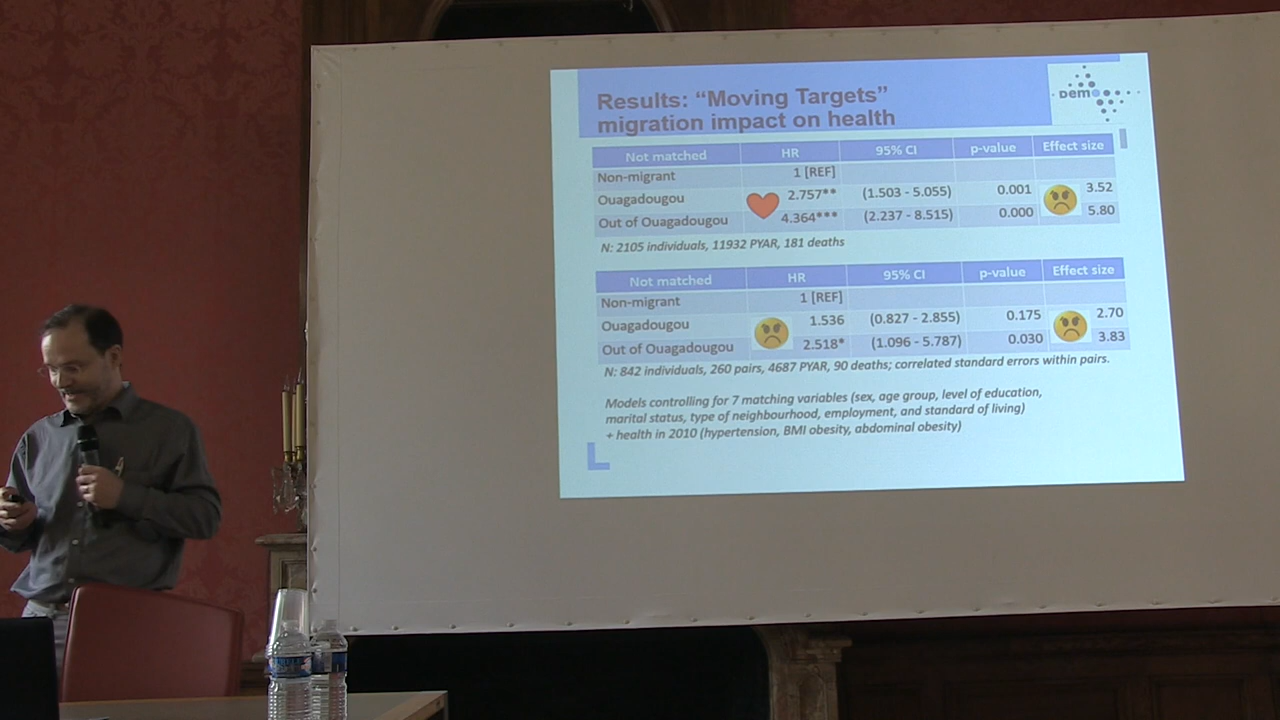 Results: “Moving Targets”
migration impact on health
Demo
Not matched HR 95% CI p-value Effect size
Non-migrant 1 [REF]
Ouagadougou 2.757** (1.503 - 5.055) 0.001 3.52
Out of Ouagadougou 4.364*** (2.237 - 8.515) 0.000 5.80
N: 2105 individuals, 11932 PYAR, 181 deaths
Not matched HR 95% CI p-value Effect size
Non-migrant 1 [REF]
Ouagadougou 1.536 (0.827 - 2.855) 0.175 2.70
Out of Ouagadougou 2.518* (1.096 - 5.787) 0.030 3.83
N: 842 individuals, 260 pairs, 4687 PYAR, 90 deaths; correlated standard errors within pairs.
Models controlling for 7 matching variables (sex, age group, level of education,
marital status, type of neighbourhood, employment, and standard of living)
+ health in 2010 (hypertension, BMI obesity, abdominal obesity)